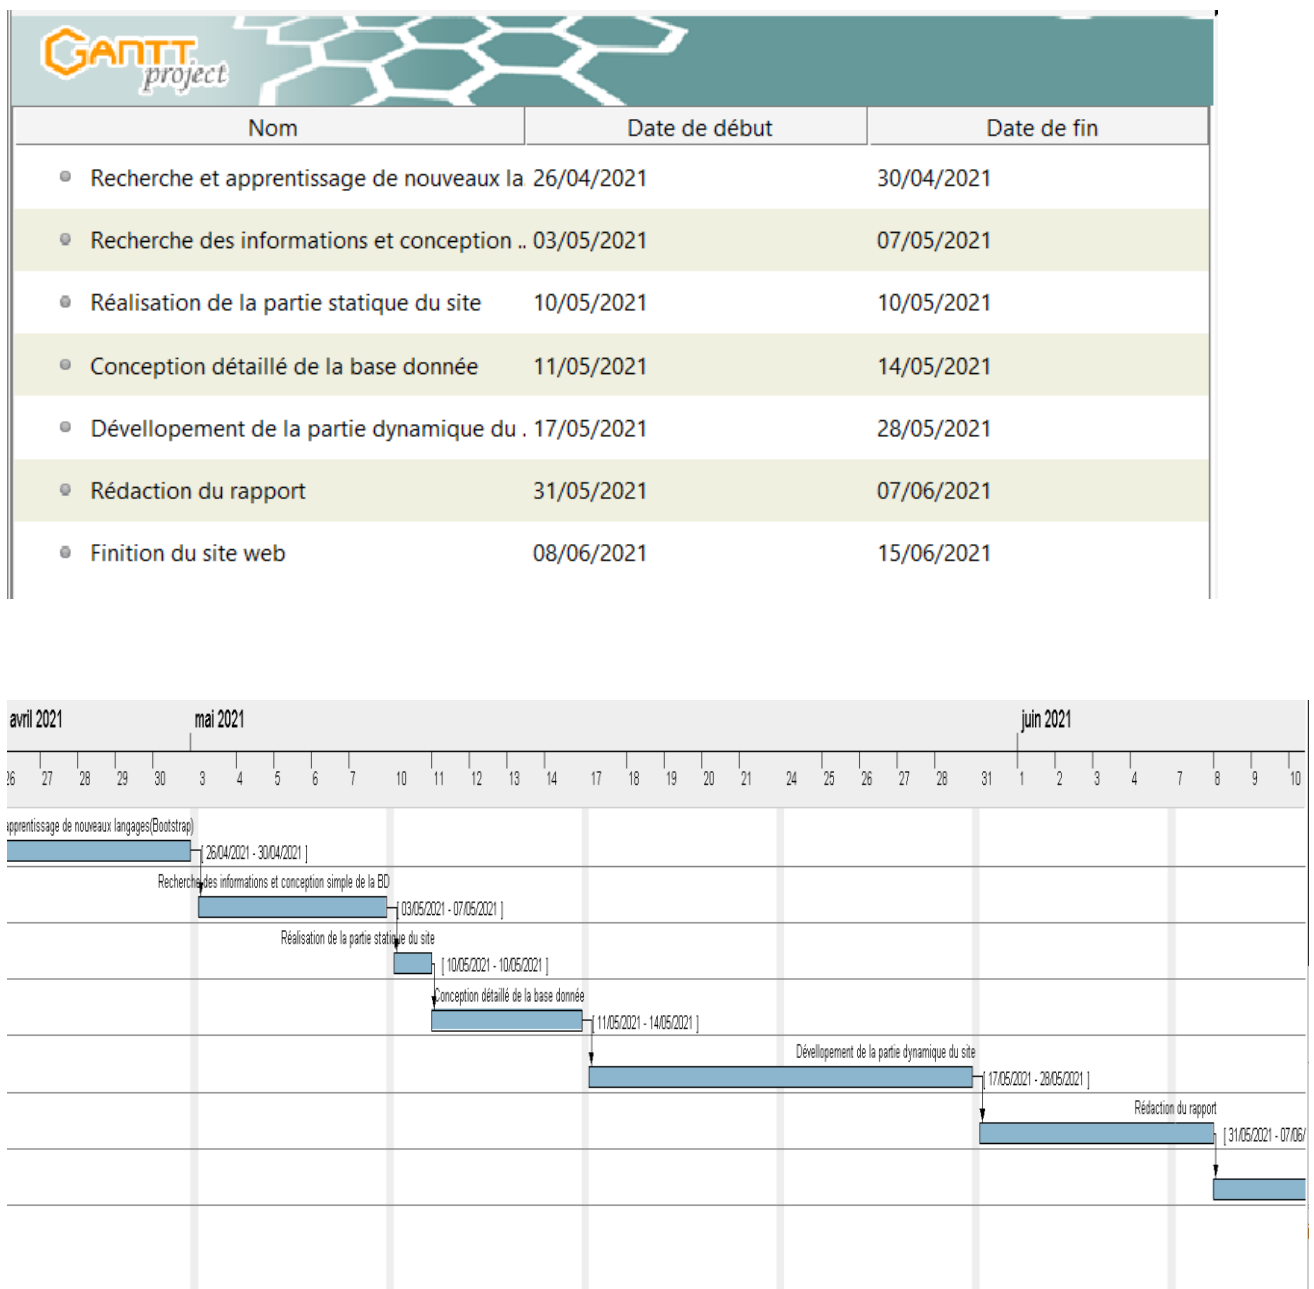 GANTT
project
Nom Date de début Date de fin
Recherche et apprentissage de nouveaux la 26/04/2021 30/04/2021
Recherche des informations et conception .. 03/05/2021 07/05/2021
Réalisation de la partie statique du site 10/05/2021 10/05/2021
Conception détaillé de la base donnée 11/05/2021 14/05/2021
Dévellopement de la partie dynamique du . 17/05/2021 28/05/2021
Rédaction du rapport 31/05/2021 07/06/2021
Finition du site web 08/06/2021 15/06/2021
avril 2021 mai 2021 juin 2021
26 27 28 29 30 3 4 5 6 7 10 11 12 13 14 17 18 19 20 21 24 25 26 27 28 31 1 2 3 4 7 8 9 10
apprentissage de nouveaux langages(Bootstrap)
[ 26/04/2021 - 30/04/2021 ]
Recherche des informations et conception simple de la BD
[ 03/05/2021 - 07/05/2021 ]
Réalisation de la partie statique du site
[ 10/05/2021 - 10/05/2021 ]
Conception détaillé de la base donnée
[ 11/05/2021 - 14/05/2021 ]
Dévellopement de la partie dynamique du site
[ 17/05/2021 - 28/05/2021 ]
Rédaction du rapport
[ 31/05/2021 - 07/06/